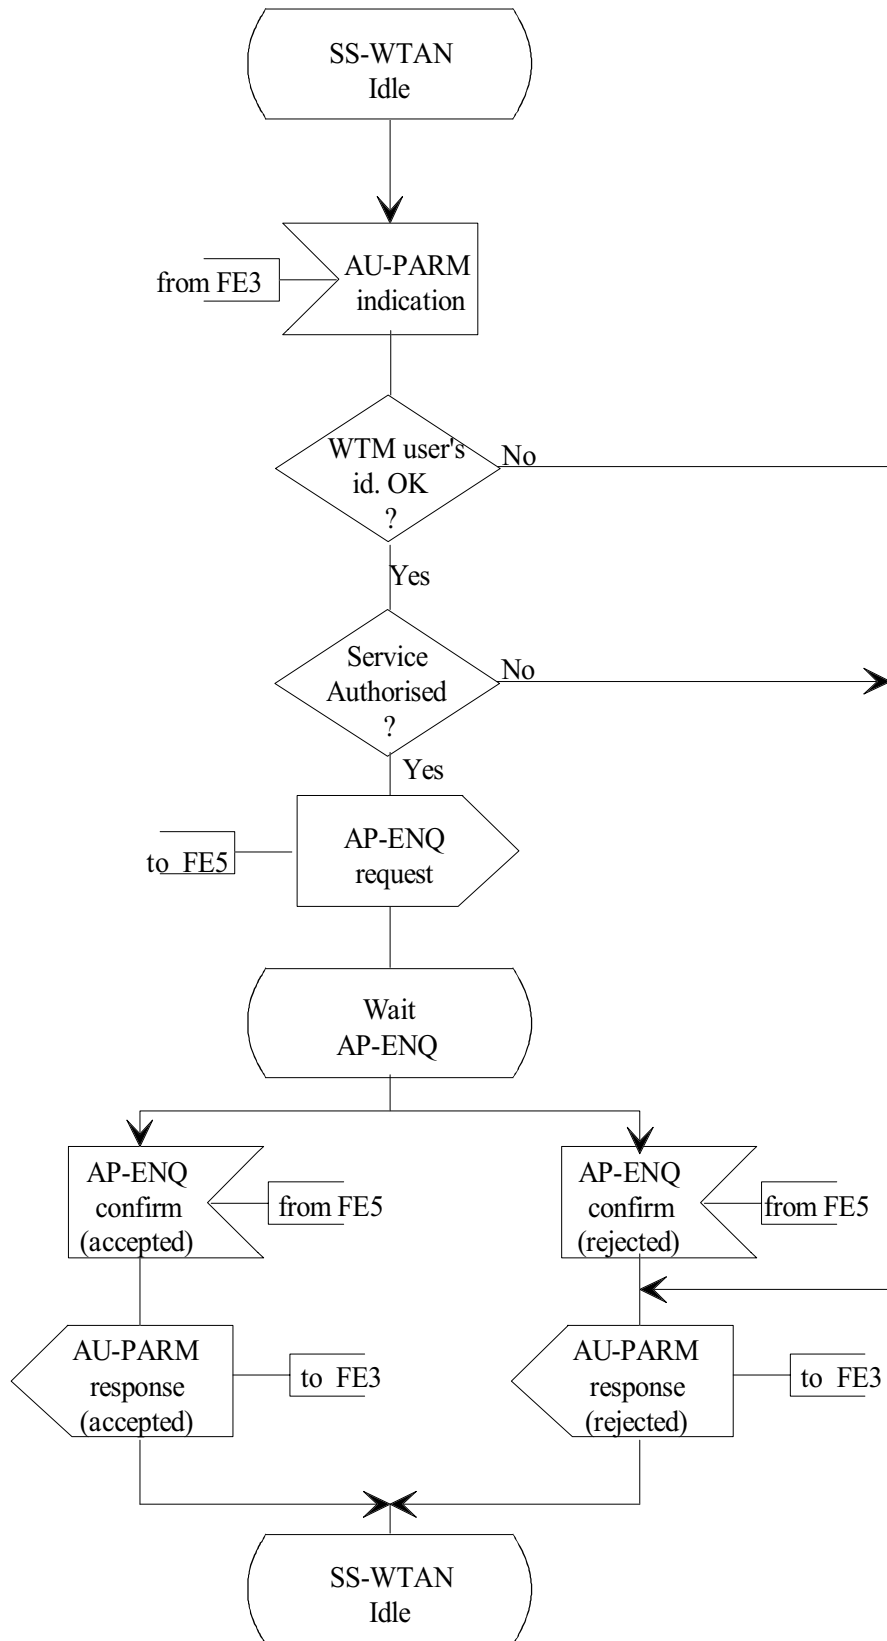 SS-WTAN
Idle
from FE3
AU-PARM
indication
WTM user's
id. OK
?
No
Yes
Service
Authorised
?
No
Yes
to FE5
AP-ENQ
request
Wait
AP-ENQ
AP-ENQ
confirm
(accepted)
from FE5
AP-ENQ
confirm
(rejected)
from FE5
AU-PARM
response
(accepted)
to FE3
AU-PARM
response
(rejected)
to FE3
SS-WTAN
Idle